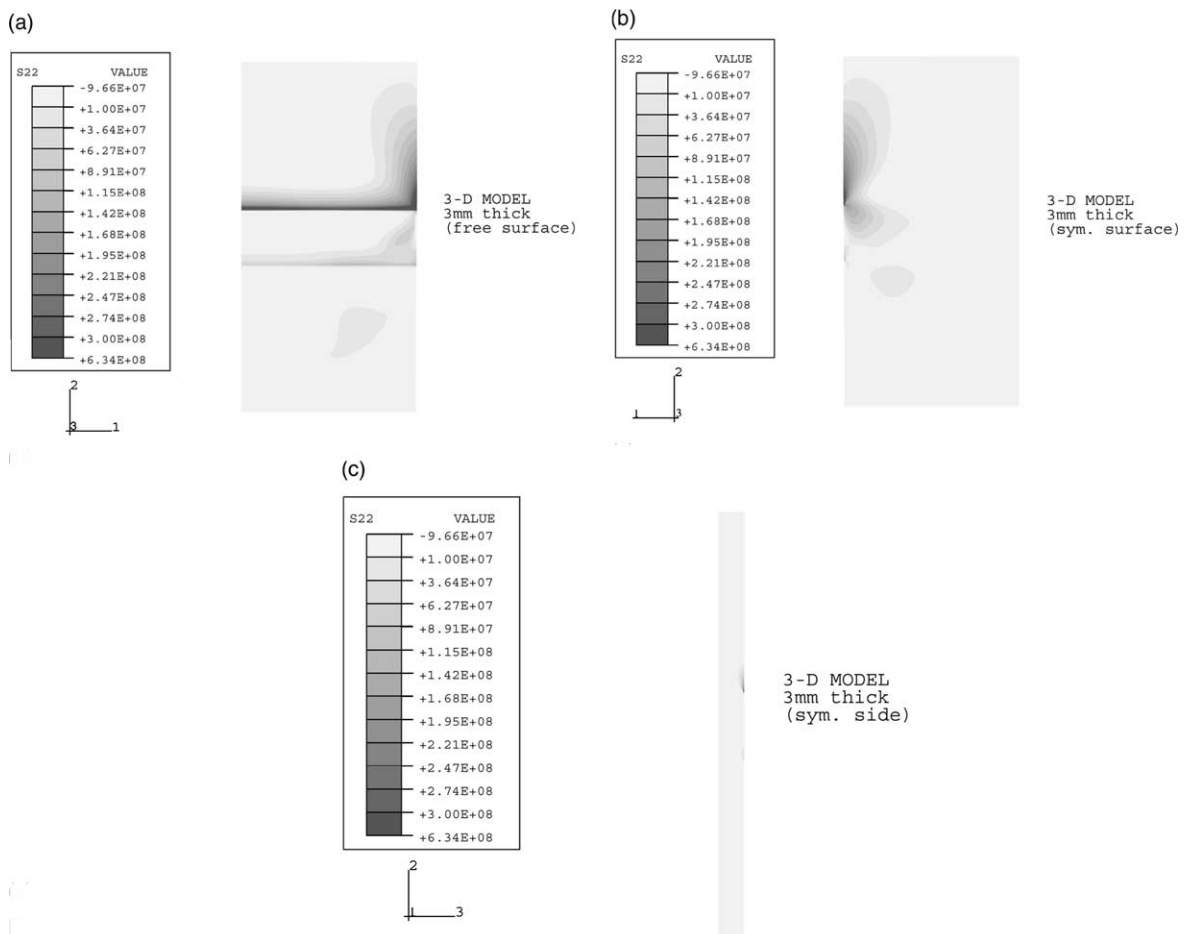 (a)
S22 VALUE
-9.66E+07
+1.00E+07
+3.64E+07
+6.27E+07
+8.91E+07
+1.15E+08
+1.42E+08
+1.68E+08
+1.95E+08
+2.21E+08
+2.47E+08
+2.74E+08
+3.00E+08
+6.34E+08
2
3 1
3-D MODEL
3mm thick
(free surface)
(b)
S22 VALUE
-9.66E+07
+1.00E+07
+3.64E+07
+6.27E+07
+8.91E+07
+1.15E+08
+1.42E+08
+1.68E+08
+1.95E+08
+2.21E+08
+2.47E+08
+2.74E+08
+3.00E+08
+6.34E+08
2
1 3
3-D MODEL
3mm thick
(sym. surface)
(c)
S22 VALUE
-9.66E+07
+1.00E+07
+3.64E+07
+6.27E+07
+8.91E+07
+1.15E+08
+1.42E+08
+1.68E+08
+1.95E+08
+2.21E+08
+2.47E+08
+2.74E+08
+3.00E+08
+6.34E+08
2
1 3
3-D MODEL
3mm thick
(sym. side)